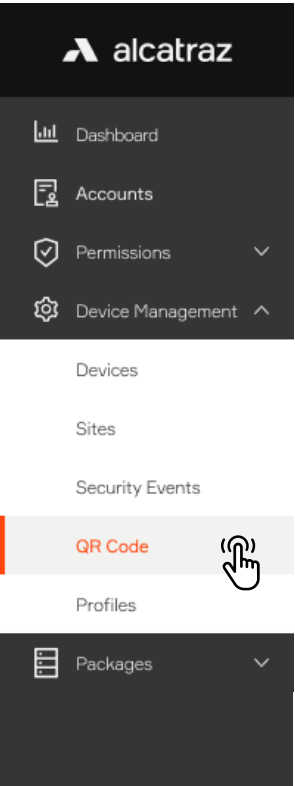 alcatraz
Dashboard
Accounts
Permissions
Device Management
Devices
Sites
Security Events
QR Code
Profiles
Packages